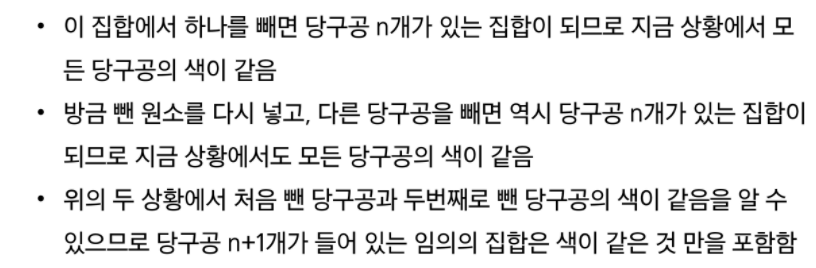 • 이 집합에서 하나를 빼면 당구공 n개가 있는 집합이 되므로 지금 상황에서 모
든 당구공의 색이 같음
• 방금 뺀 원소를 다시 넣고, 다른 당구공을 빼면 역시 당구공 n개가 있는 집합이
되므로 지금 상황에서도 모든 당구공의 색이 같음
• 위의 두 상황에서 처음 뺀 당구공과 두번째로 뺀 당구공의 색이 같음을 알 수
있으므로 당구공 n+1개가 들어 있는 임의의 집합은 색이 같은 것 만을 포함함